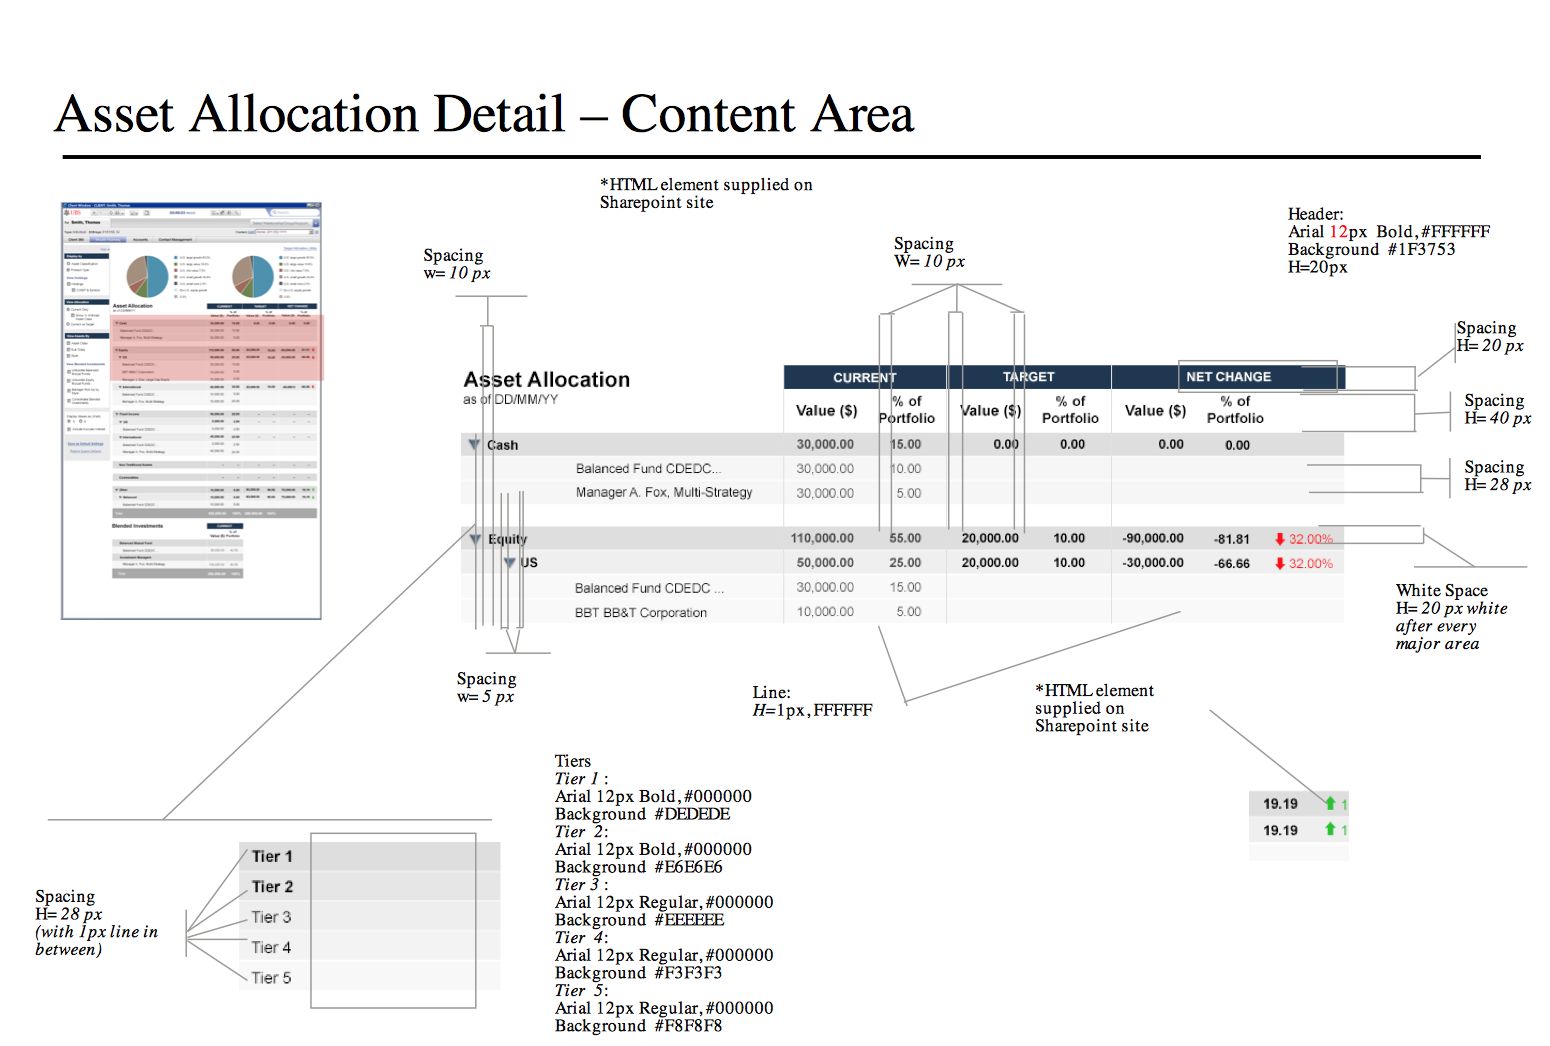 Asset Allocation Detail – Content Area
*HTML element supplied on
Sharepoint site
Header:
Arial 12px Bold, #FFFFFF
Background #1F3753
H=20px
Spacing
w= 10 px
Spacing
W= 10 px
Spacing
H= 20 px
Spacing
H= 40 px
Spacing
H= 28 px
White Space
H= 20 px white
after every
major area
UBS
Smith, Thomas
Asset Allocation
Blended Investments
Asset Allocation
as of DD/MM/YY
CURRENT TARGET NET CHANGE
Value ($) % of Portfolio Value ($) % of Portfolio Value ($) % of Portfolio
Cash 30,000.00 15.00 0.00 0.00 0.00 0.00
Balanced Fund CDEDC... 30,000.00 10.00
Manager A. Fox, Multi-Strategy 30,000.00 5.00
Equity 110,000.00 55.00 20,000.00 10.00 -90,000.00 -81.81 32.00%
US 50,000.00 25.00 20,000.00 10.00 -30,000.00 -66.66 32.00%
Balanced Fund CDEDC ... 30,000.00 15.00
BBT BB&T Corporation 10,000.00 5.00
Spacing
w= 5 px
Line:
H=1px, FFFFFF
*HTML element
supplied on
Sharepoint site
19.19 1
19.19 1
Spacing
H= 28 px
(with 1px line in
between)
Tier 1
Tier 2
Tier 3
Tier 4
Tier 5
Tiers
Tier 1 :
Arial 12px Bold, #000000
Background #DEDEDE
Tier 2:
Arial 12px Bold, #000000
Background #E6E6E6
Tier 3 :
Arial 12px Regular, #000000
Background #EEEEEE
Tier 4:
Arial 12px Regular, #000000
Background #F3F3F3
Tier 5:
Arial 12px Regular, #000000
Background #F8F8F8